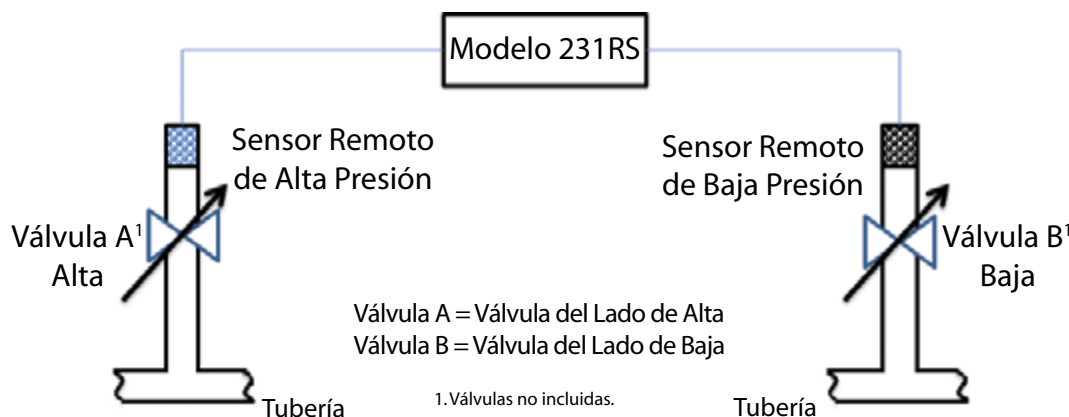 Modelo 231RS
Sensor Remoto
de Alta Presión
Sensor Remoto
de Baja Presión
Válvula A¹
Alta
Válvula B¹
Baja
Válvula A = Válvula del Lado de Alta
Válvula B = Válvula del Lado de Baja
Tubería
1. Válvulas no incluidas.
Tubería